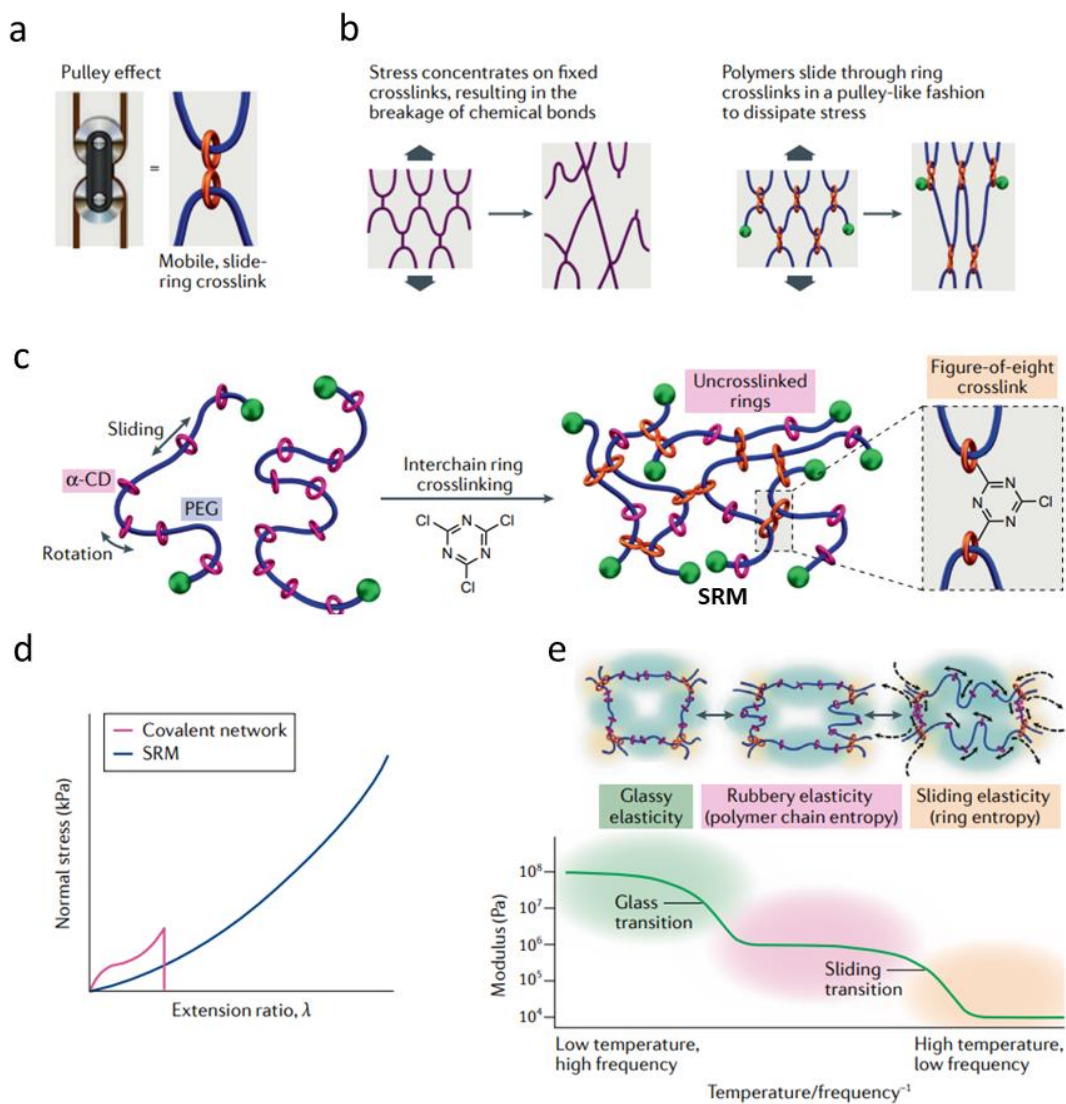 a
Pulley effect
=
Mobile, slide-
ring crosslink
b
Stress concentrates on fixed
crosslinks, resulting in the
breakage of chemical bonds
Polymers slide through ring
crosslinks in a pulley-like fashion
to dissipate stress
c
Sliding
α-CD
PEG
Rotation
Interchain ring
crosslinking
Cl
Cl
N
N
N
Cl
Uncrosslinked
rings
SRM
Figure-of-eight
crosslink
N
N
Cl
N
d
Covalent network
SRM
Normal stress (kPa)
Extension ratio, λ
e
Glassy
elasticity
Rubbery elasticity
(polymer chain entropy)
Sliding elasticity
(ring entropy)
Modulus (Pa)
10⁸
10⁷
10⁶
10⁵
10⁴
Glass
transition
Sliding
transition
Low temperature,
high frequency
High temperature,
low frequency
Temperature/frequency⁻¹